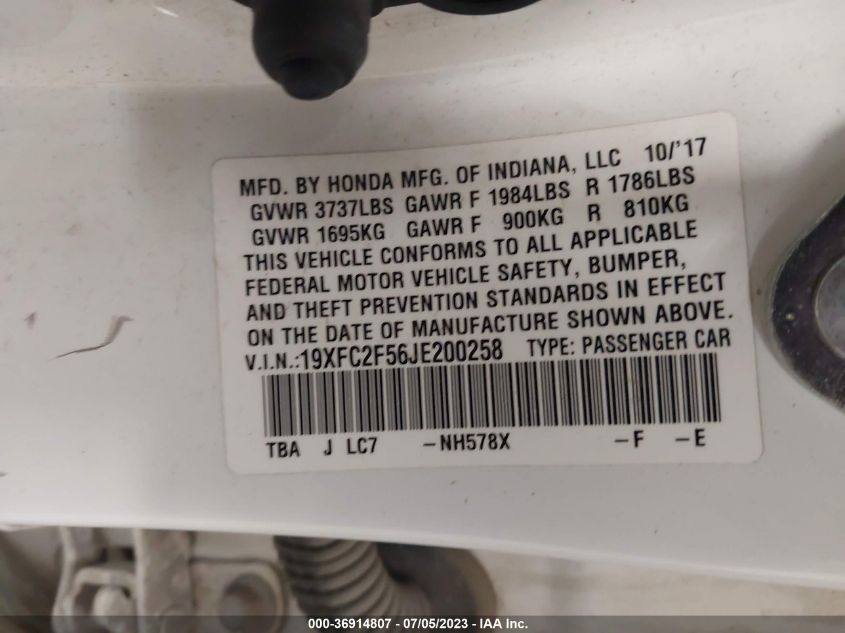 MFD. BY HONDA MFG. OF INDIANA, LLC 10/'17
GVWR 3737LBS GAWR F 1984LBS R 1786LBS
GVWR 1695KG GAWR F 900KG R 810KG
THIS VEHICLE CONFORMS TO ALL APPLICABLE
FEDERAL MOTOR VEHICLE SAFETY, BUMPER,
AND THEFT PREVENTION STANDARDS IN EFFECT
ON THE DATE OF MANUFACTURE SHOWN ABOVE.
V.I.N.:19XFC2F56JE200258 TYPE: PASSENGER CAR
TBA J LC7 -NH578X -F -E
000-36914807 - 07/05/2023 - IAA Inc.